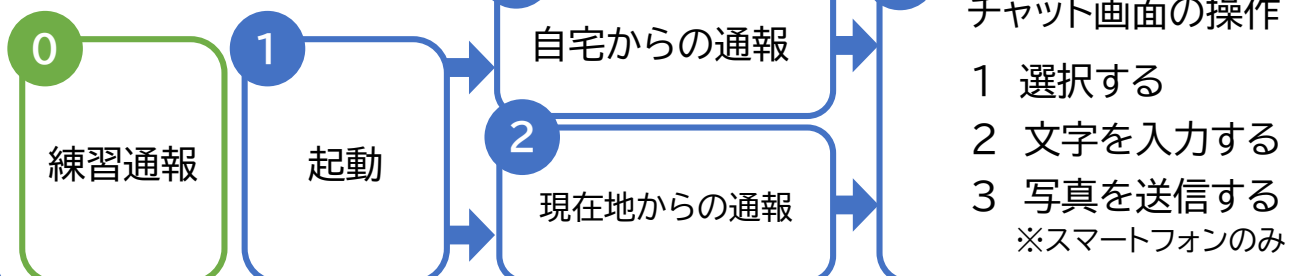 0
練習通報
1
起動
自宅からの通報
2
現在地からの通報
チャット画面の操作
1 選択する
2 文字を入力する
3 写真を送信する
※スマートフォンのみ